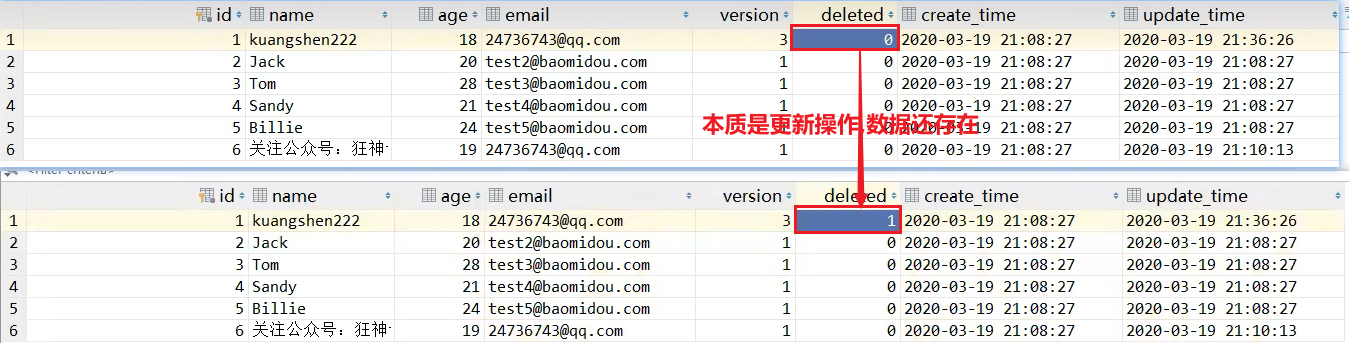 id name age email version deleted create_time update_time
1 1 kuangshen222 18 24736743@qq.com 3 0 2020-03-19 21:08:27 2020-03-19 21:36:26
2 2 Jack 20 test2@baomidou.com 1 0 2020-03-19 21:08:27 2020-03-19 21:08:27
3 3 Tom 28 test3@baomidou.com 1 0 2020-03-19 21:08:27 2020-03-19 21:08:27
4 4 Sandy 21 test4@baomidou.com 1 0 2020-03-19 21:08:27 2020-03-19 21:08:27
5 5 Billie 24 test5@baomidou.com 1 0 2020-03-19 21:08:27 2020-03-19 21:08:27
本质是更新操作,数据还存在
6 6 关注公众号：狂神 19 24736743@qq.com 1 0 2020-03-19 21:08:27 2020-03-19 21:10:13
id name age email version deleted create_time update_time
1 1 kuangshen222 18 24736743@qq.com 3 1 2020-03-19 21:08:27 2020-03-19 21:36:26
2 2 Jack 20 test2@baomidou.com 1 0 2020-03-19 21:08:27 2020-03-19 21:08:27
3 3 Tom 28 test3@baomidou.com 1 0 2020-03-19 21:08:27 2020-03-19 21:08:27
4 4 Sandy 21 test4@baomidou.com 1 0 2020-03-19 21:08:27 2020-03-19 21:08:27
5 5 Billie 24 test5@baomidou.com 1 0 2020-03-19 21:08:27 2020-03-19 21:08:27
6 6 关注公众号：狂神 19 24736743@qq.com 1 0 2020-03-19 21:08:27 2020-03-19 21:10:13